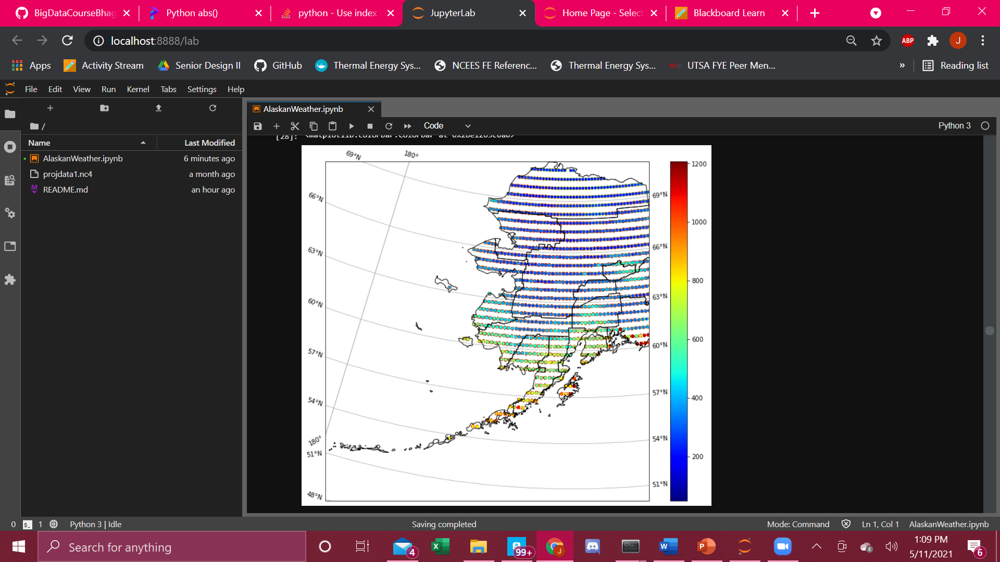 BigDataCourseBhag
Python abs()
python - Use index
JupyterLab
Home Page - Select
Blackboard Learn
localhost:8888/lab
ABP
J
Apps
Activity Stream
Senior Design II
GitHub
Thermal Energy Sys...
NCEES FE Referenc...
Thermal Energy Sys...
UTSA FYE Peer Men...
»
Reading list
File Edit View Run Kernel Tabs Settings Help
AlaskanWeather.ipynb
/
Code
Python 3
Name
Last Modified
AlaskanWeather.ipynb
6 minutes ago
projdata1.nc4
a month ago
README.md
an hour ago
[28]: <matplotlib.colorbar.Colorbar at 0x28e1263c0a0>
69°N
180°
66°N
63°N
60°N
57°N
54°N
180°
51°N
48°N
69°N
66°N
63°N
60°N
57°N
54°N
51°N
1200
1000
800
600
400
200
0
1
Python 3 | Idle
Saving completed
Mode: Command
Ln 1, Col 1
AlaskanWeather.ipynb
Search for anything
4
99+
J
1:09 PM
5/11/2021
6